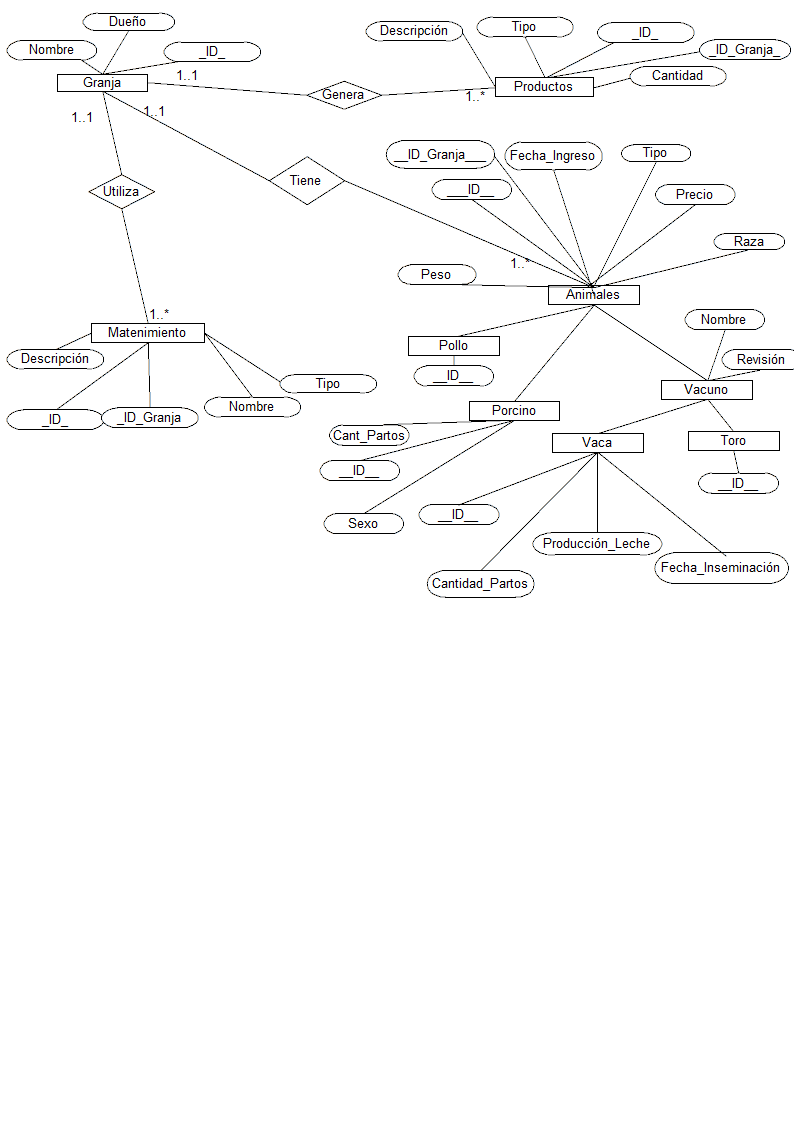 Dueño
Nombre
_ID_
Granja
1..1
Descripción
Tipo
_ID_
_ID_Granja_
Cantidad
Productos
Genera
1..*
1..1
1..1
Utiliza
Tiene
__ID_Granja___
Fecha_Ingreso
Tipo
___ID__
Precio
Raza
1..*
Peso
Animales
1..*
Matenimiento
Descripción
_ID_
_ID_Granja
Nombre
Tipo
Pollo
__ID__
Nombre
Revisión
Vacuno
Porcino
Cant_Partos
__ID__
Sexo
Vaca
Toro
__ID__
__ID__
Producción_Leche
Cantidad_Partos
Fecha_Inseminación